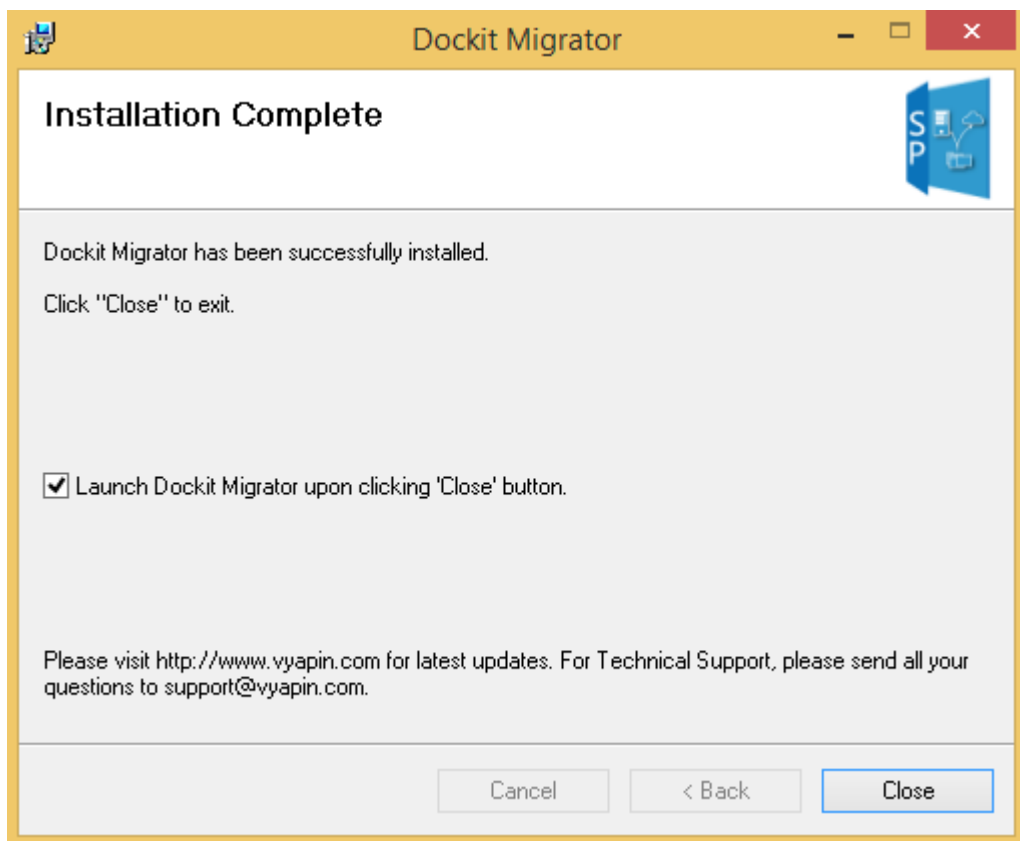 Dockit Migrator
Installation Complete
S
P
Dockit Migrator has been successfully installed.
Click "Close" to exit.
Launch Dockit Migrator upon clicking 'Close' button.
Please visit http://www.vyapin.com for latest updates. For Technical Support, please send all your
questions to support@vyapin.com.
Cancel
< Back
Close